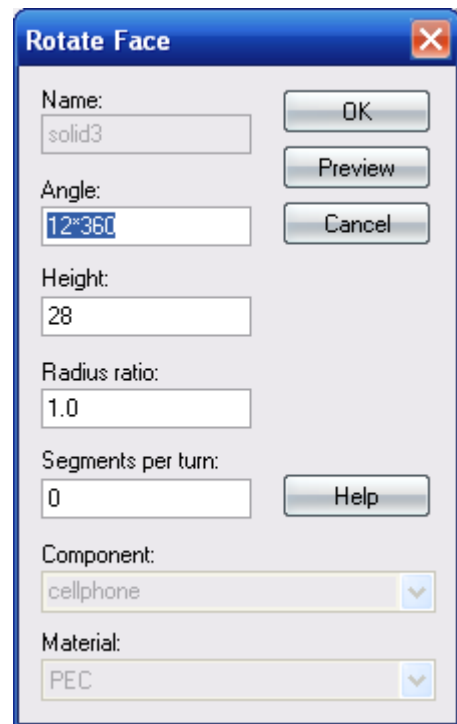 Rotate Face
Name:
solid3
OK
Preview
Angle:
12*360
Cancel
Height:
28
Radius ratio:
1.0
Segments per turn:
0
Help
Component:
cellphone
Material:
PEC